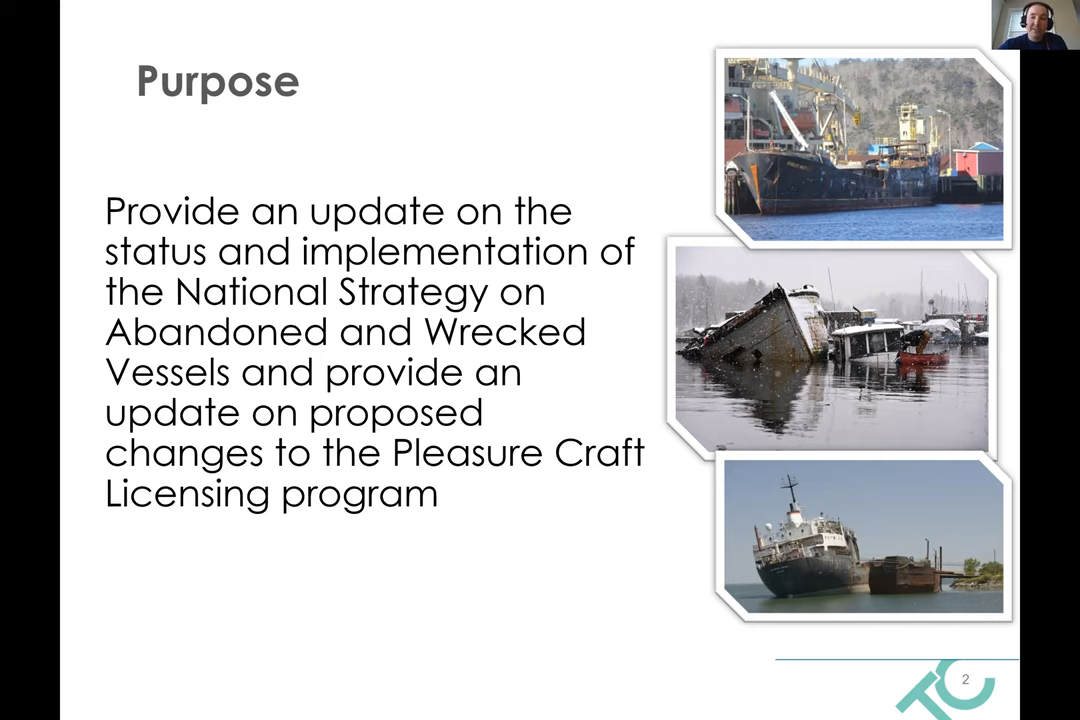 Purpose
Provide an update on the
status and implementation of
the National Strategy on
Abandoned and Wrecked
Vessels and provide an
update on proposed
changes to the Pleasure Craft
Licensing program
TC
2